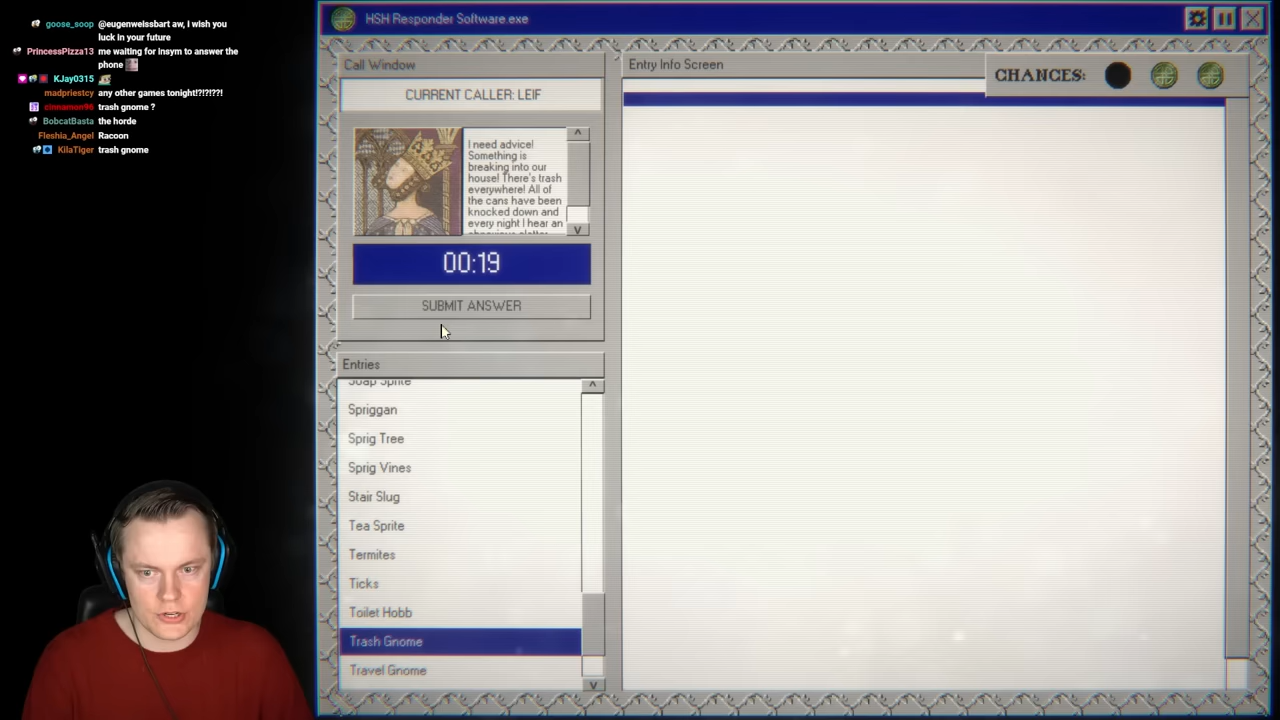 goose_soop @eugenweissbart aw, i wish you
luck in your future
PrincessPizza13 me waiting for insym to answer the
phone
KJay0315
madpriestcy any other games tonight!?!?!?!
cinnamon96 trash gnome ?
BobcatBasta the horde
Fleshia_Angel Racoon
KilaTiger trash gnome
HSH Responder Software.exe
Call Window
CURRENT CALLER: LEIF
I need advice!
Something is
breaking into our
house! There's trash
everywhere! All of
the cans have been
knocked down and
every night I hear an
00:19
SUBMIT ANSWER
Entries
Soap Sprite
Spriggan
Sprig Tree
Sprig Vines
Stair Slug
Tea Sprite
Termites
Ticks
Toilet Hobb
Trash Gnome
Travel Gnome
Entry Info Screen
CHANCES: